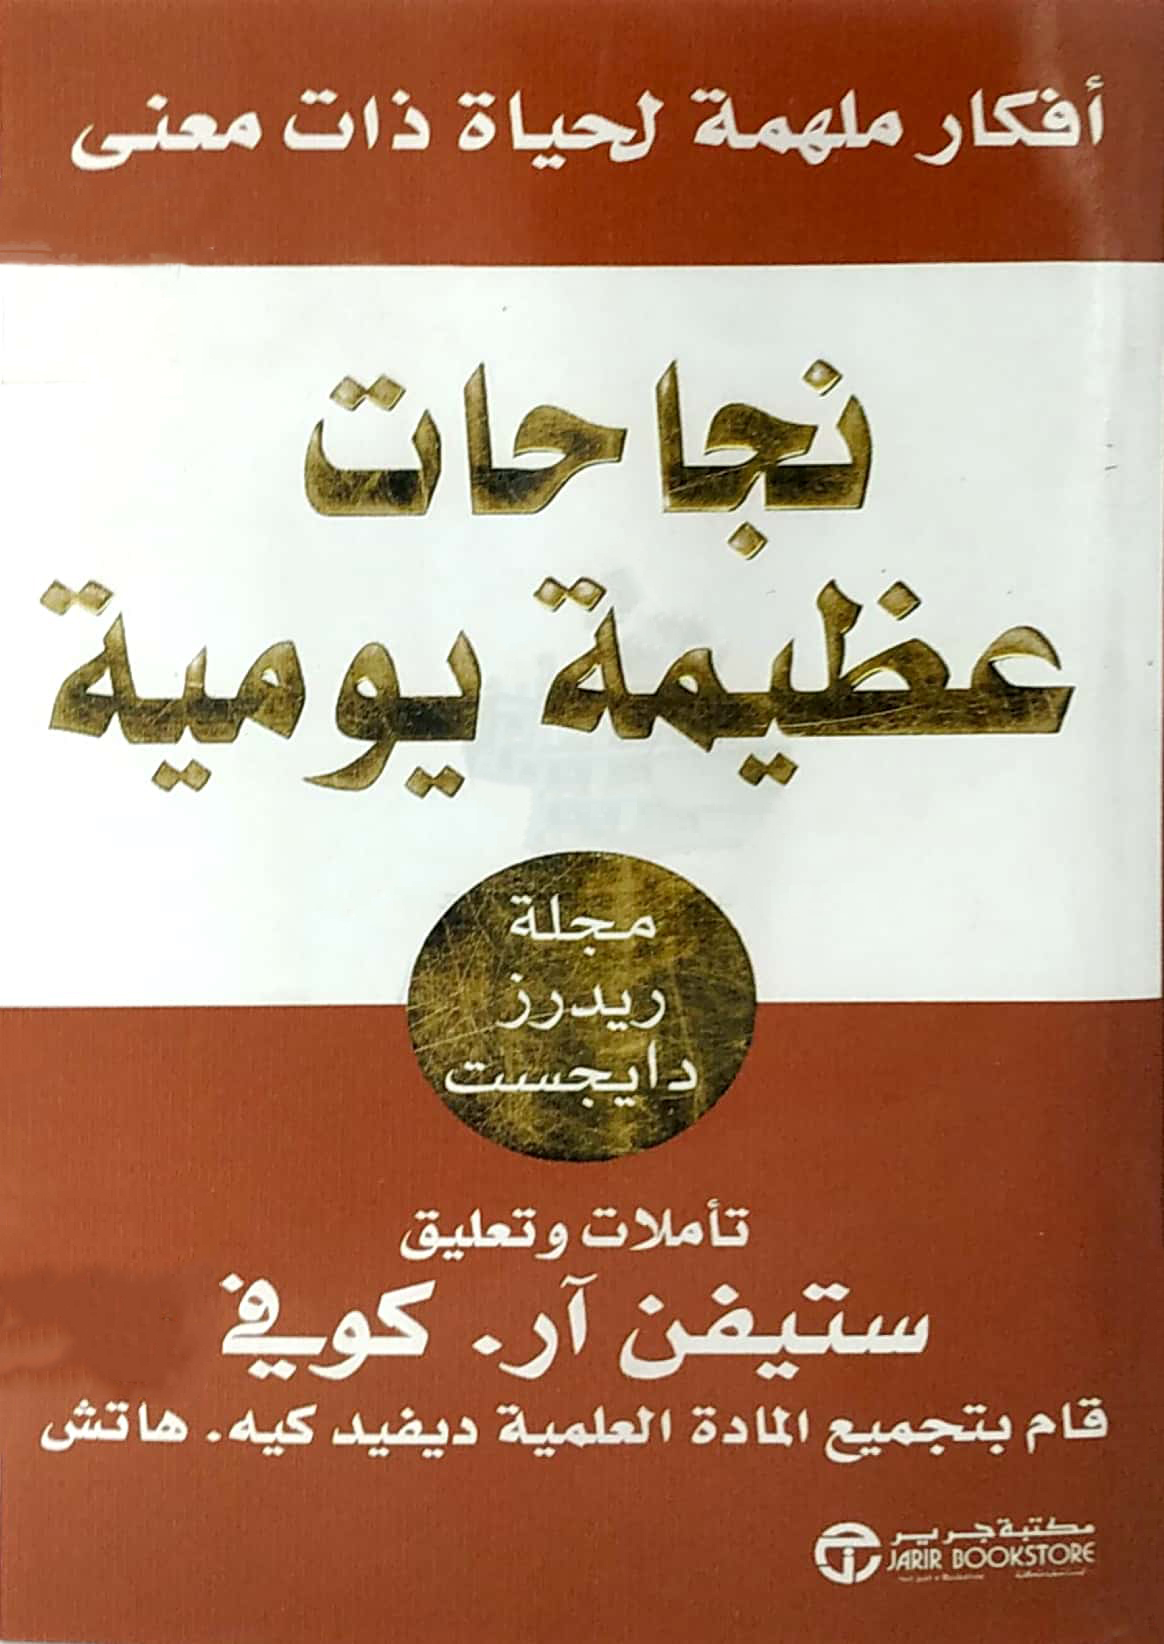 أفكار ملهمة لحياة ذات معنى
نجاحات
عظيمة يومية
مجلة
ريدرز
دايجست
تأملات وتعليق
ستيفن آر. كوفي
قام بتجميع المادة العلمية ديفيد كيه. هاتش
مكتبة جرير
JARIR BOOKSTORE